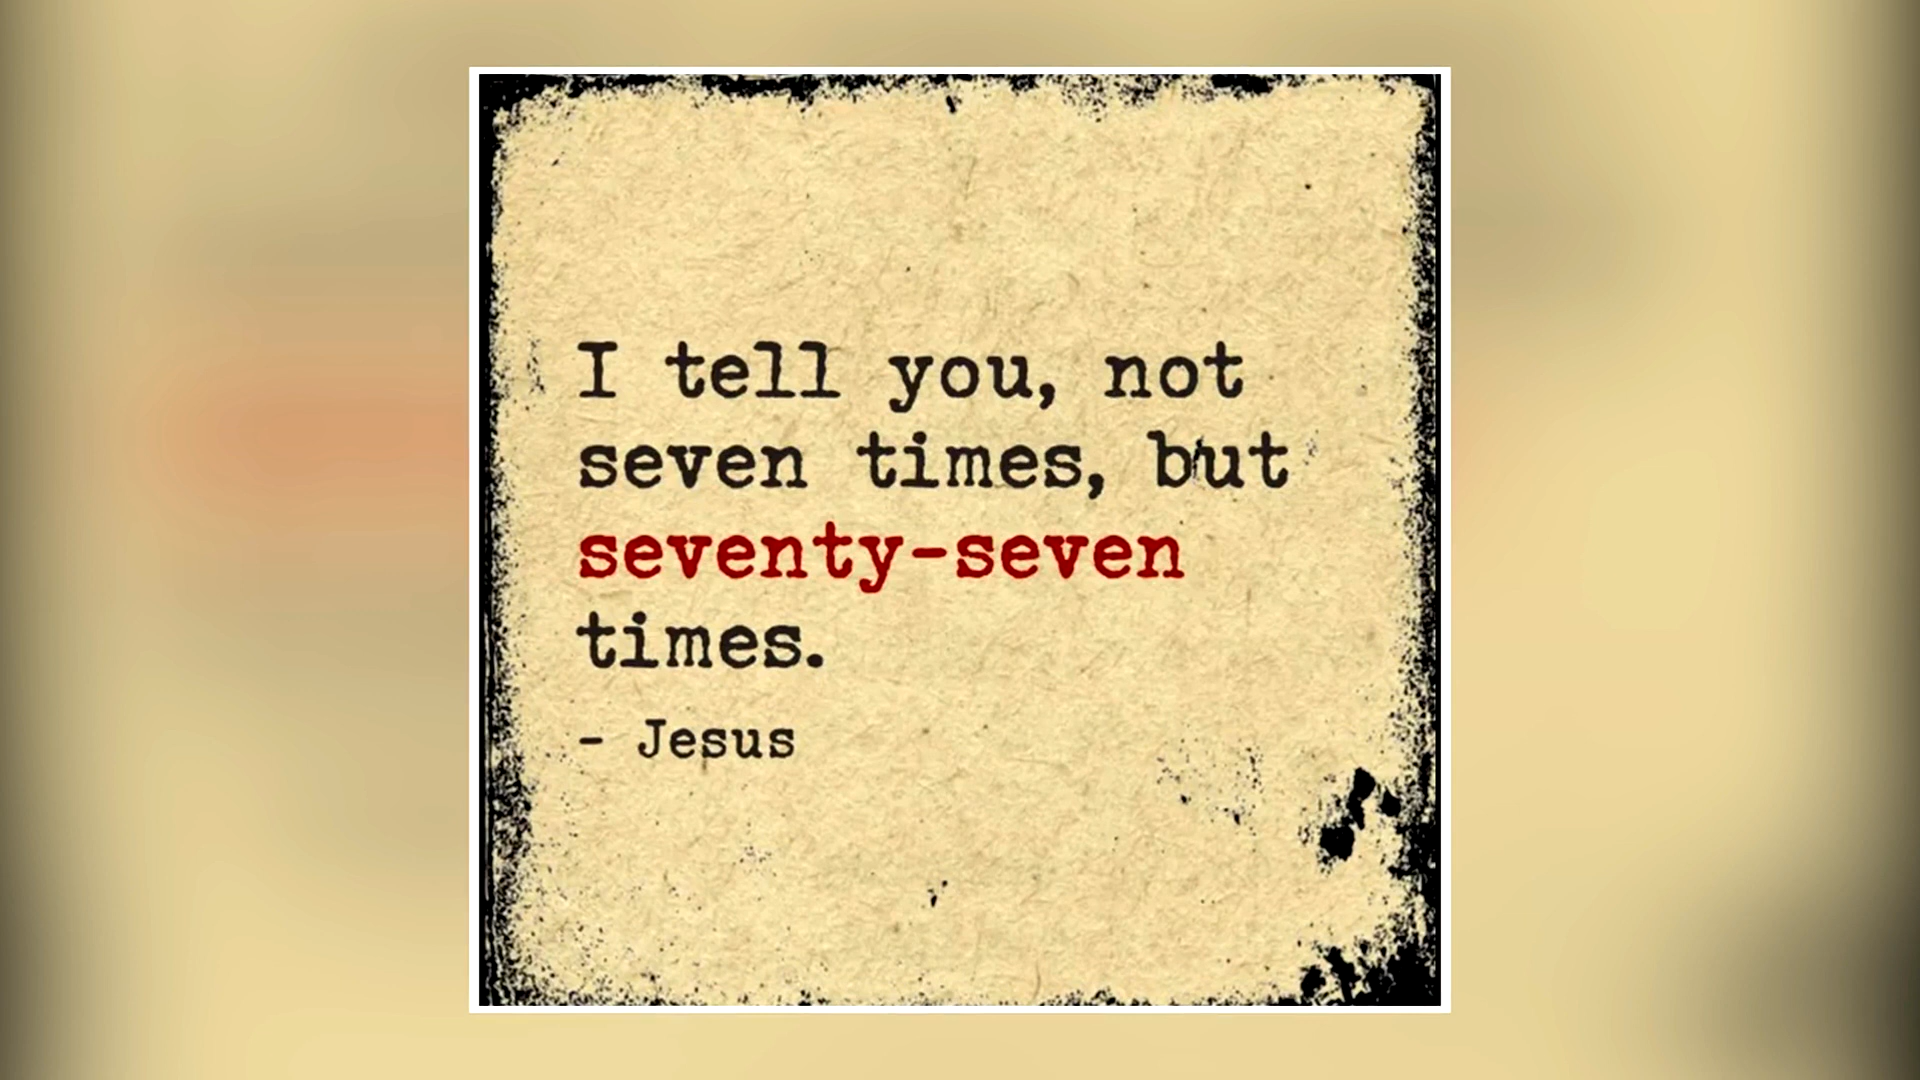 I tell you, not
seven times, but
seventy-seven
times.
- Jesus